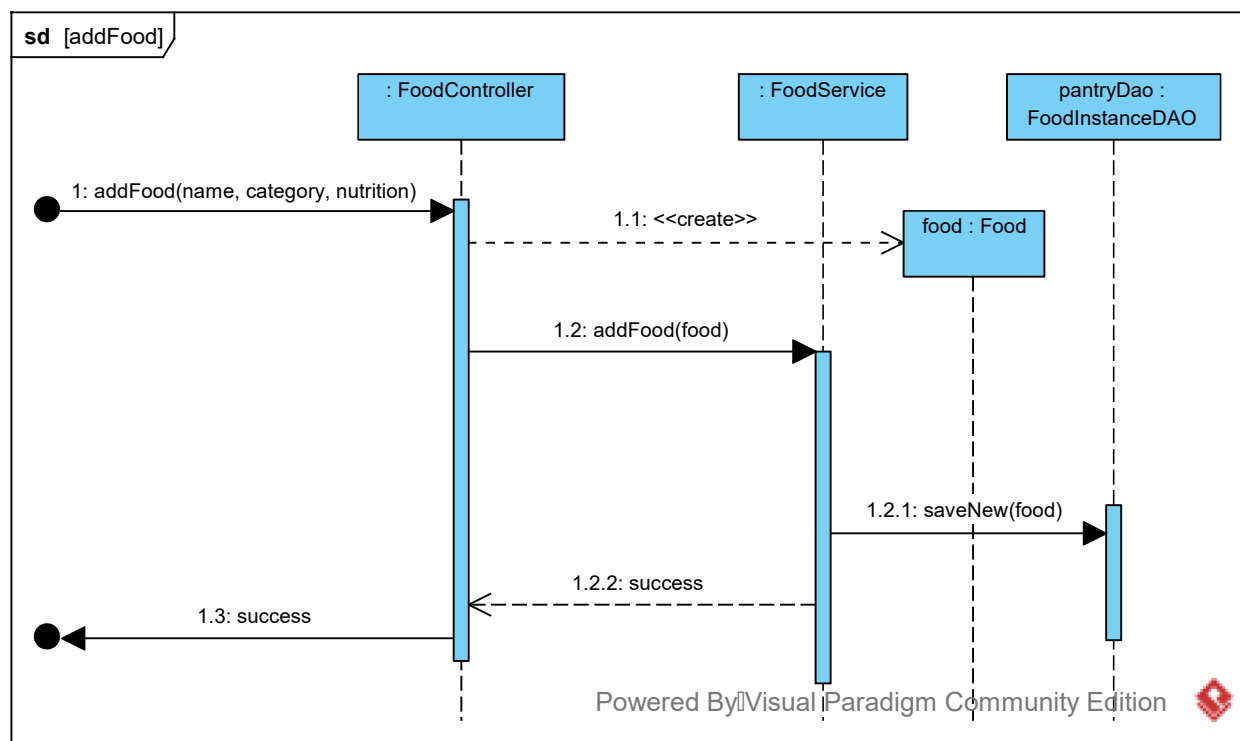 sd [addFood]
: FoodController
: FoodService
pantryDao :
FoodInstanceDAO
1: addFood(name, category, nutrition)
1.1: <<create>>
food : Food
1.2: addFood(food)
1.2.1: saveNew(food)
1.2.2: success
1.3: success
Powered By▯Visual Paradigm Community Edition